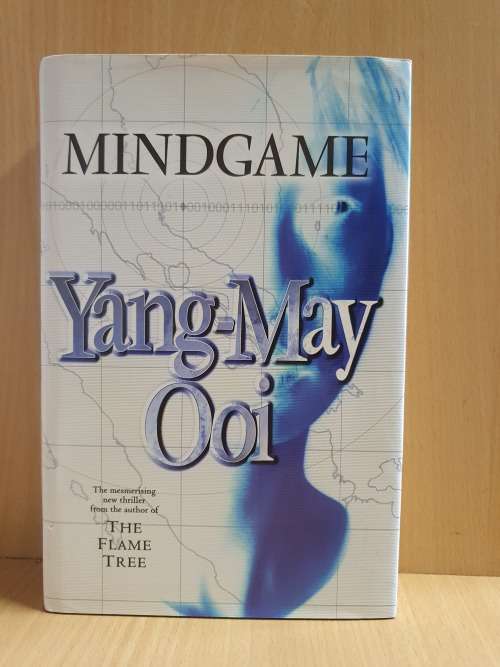 MINDGAME
Yang-May
Ooi
The mesmerising
new thriller
from the author of
THE
FLAME
TREE